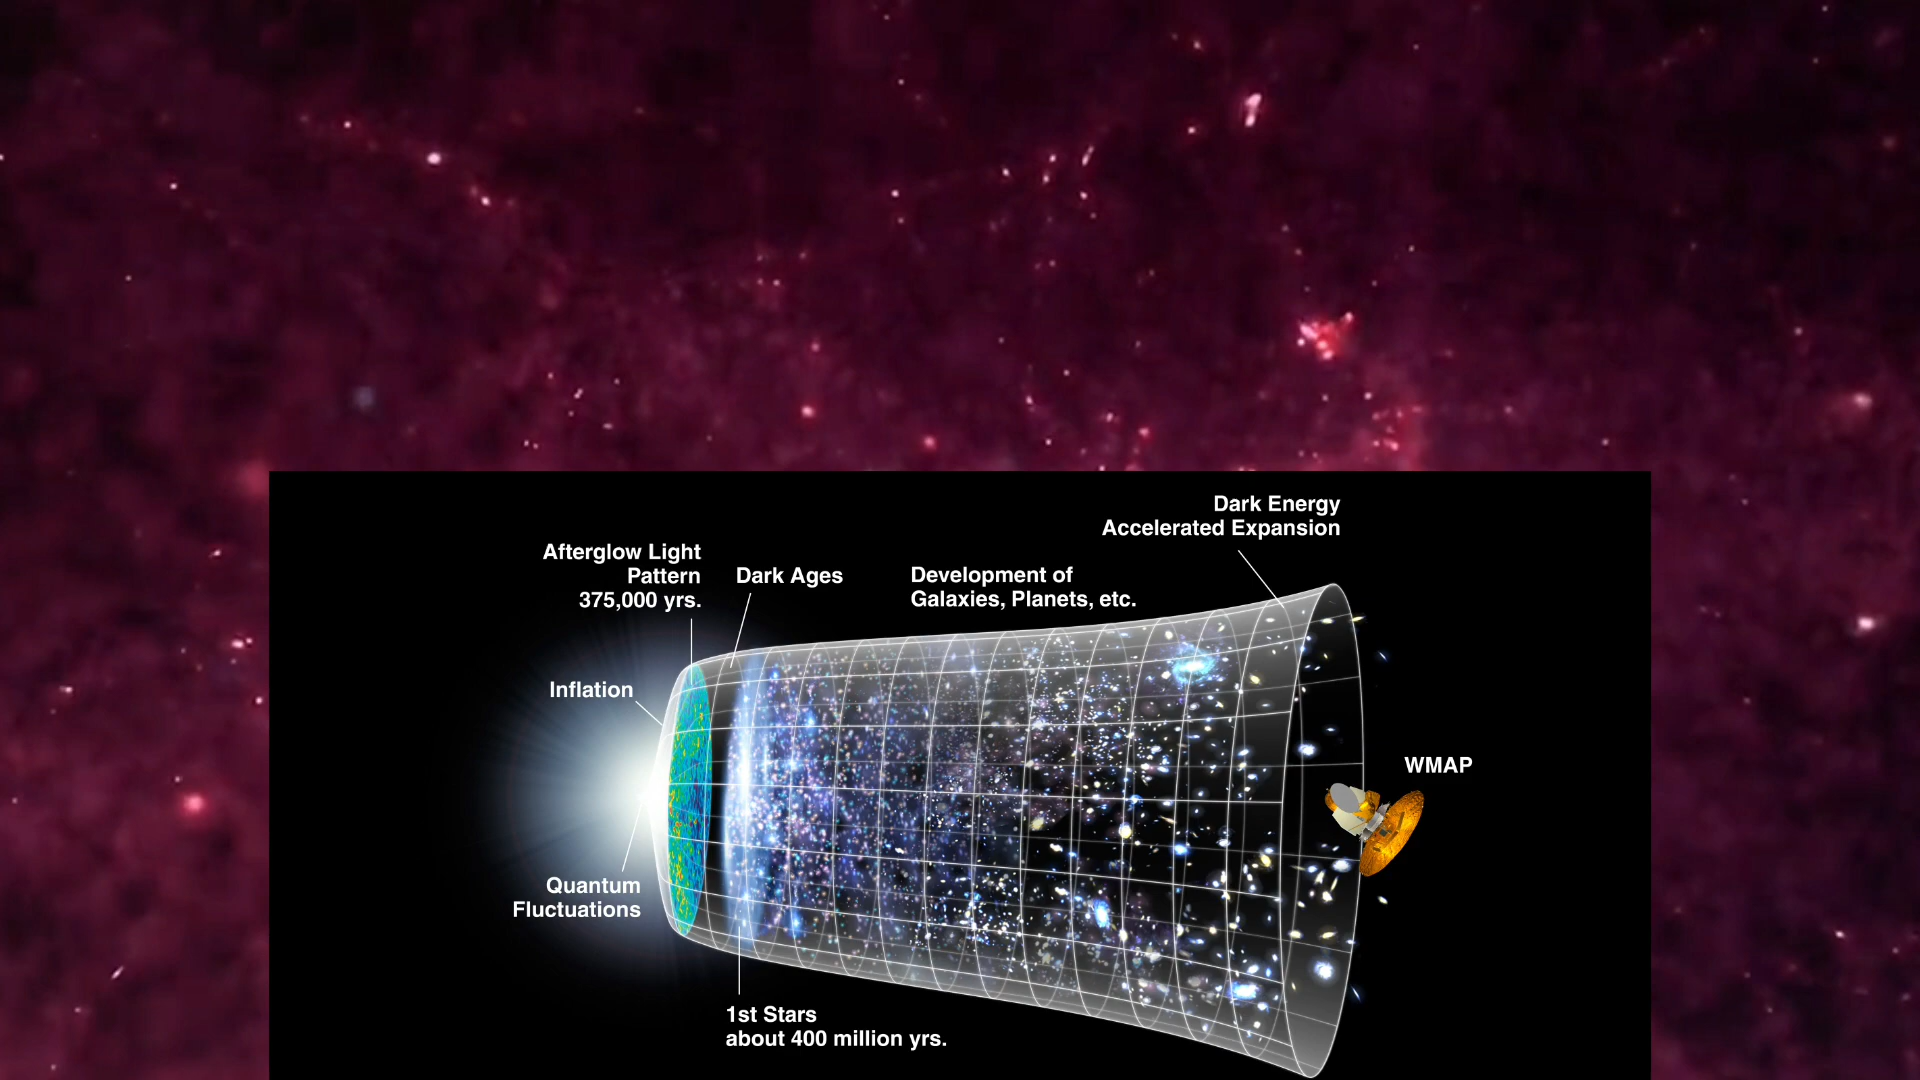 Dark Energy
Accelerated Expansion
Afterglow Light
Pattern
375,000 yrs.
Dark Ages
Development of
Galaxies, Planets, etc.
Inflation
WMAP
Quantum
Fluctuations
1st Stars
about 400 million yrs.